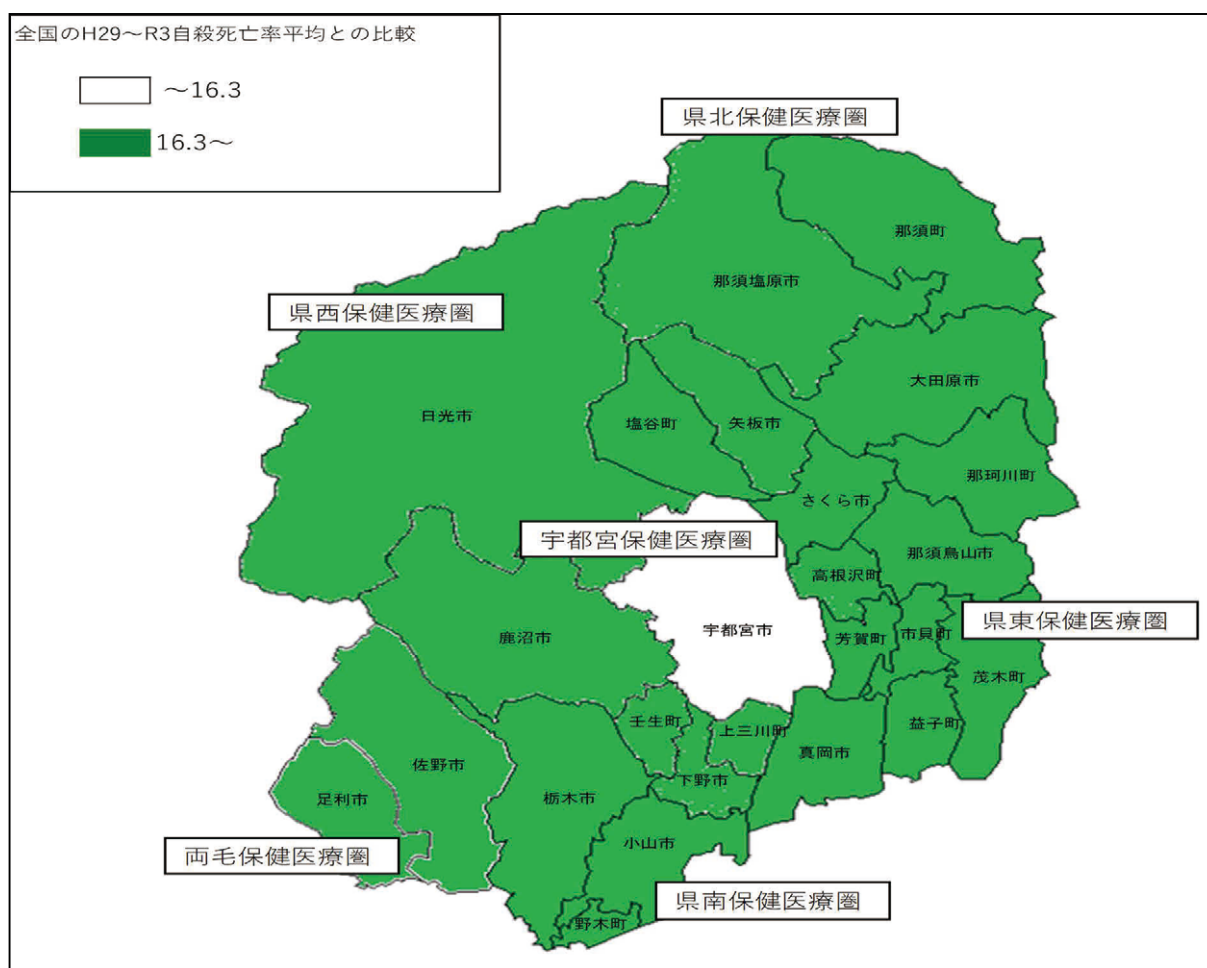 全国のH29～R3自殺死亡率平均との比較
～16.3
16.3～
県北保健医療圏
那須町
那須塩原市
県西保健医療圏
大田原市
日光市
塩谷町
矢板市
那珂川町
さくら市
宇都宮保健医療圏
那須烏山市
高根沢町
県東保健医療圏
宇都宮市
鹿沼市
芳賀町
市貝町
茂木町
壬生町
上三川町
益子町
真岡市
佐野市
下野市
足利市
栃木市
小山市
両毛保健医療圏
県南保健医療圏
野木町